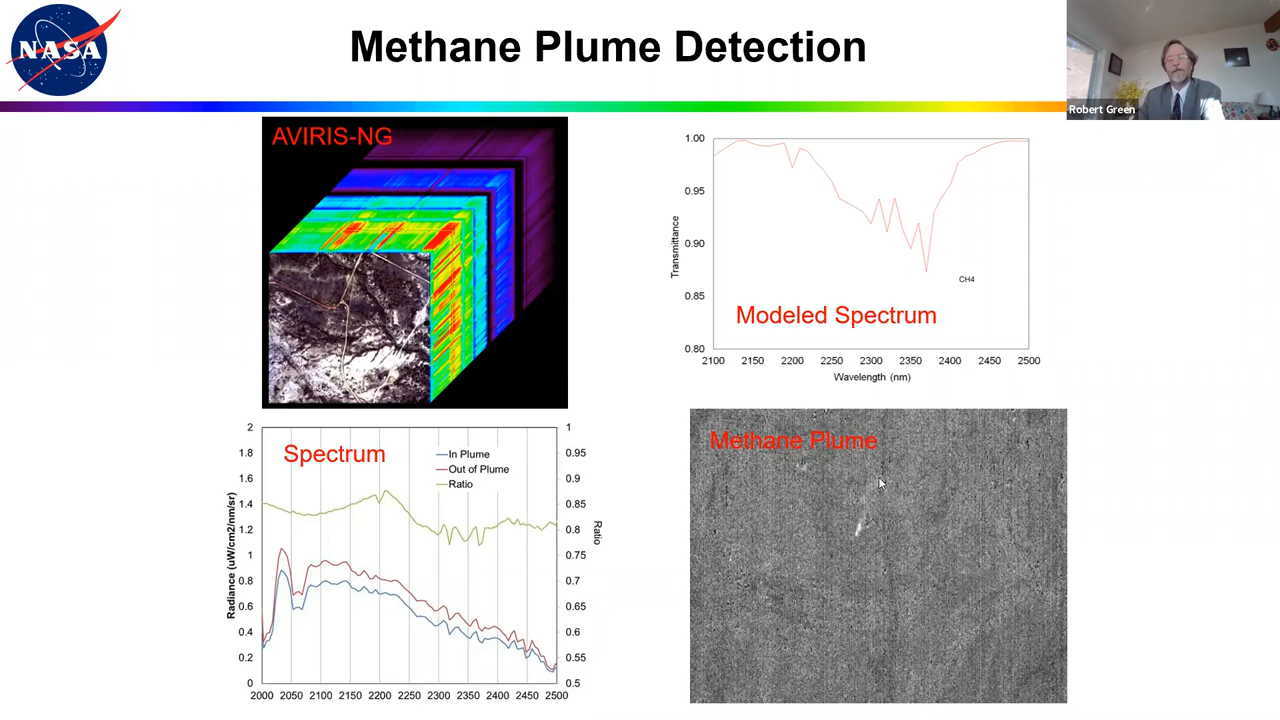 NASA
Methane Plume Detection
Robert Green
AVIRIS-NG
1.00
0.95
0.90
0.85
0.80
Transmittance
CH4
Modeled Spectrum
2100 2150 2200 2250 2300 2350 2400 2450 2500
Wavelength (nm)
2
1.8
1.6
1.4
1.2
1
0.8
0.6
0.4
0.2
0
Radiance (uW/cm2/nm/sr)
Spectrum
In Plume
Out of Plume
Ratio
1
0.95
0.9
0.85
0.8
0.75
0.7
0.65
0.6
0.55
0.5
Ratio
2000 2050 2100 2150 2200 2250 2300 2350 2400 2450 2500
Methane Plume